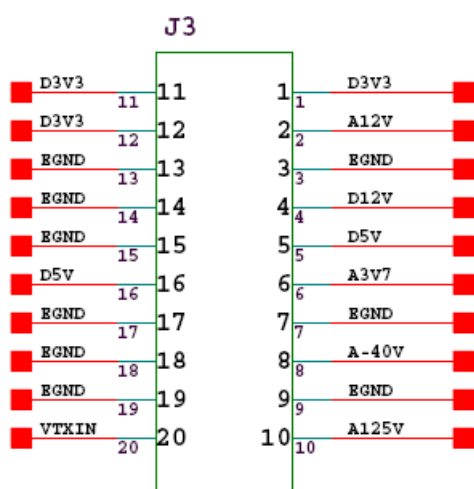 J3
D3V3 11 11 1 1 D3V3
D3V3 12 12 2 2 A12V
EGND 13 13 3 3 EGND
EGND 14 14 4 4 D12V
EGND 15 15 5 5 D5V
D5V 16 16 6 6 A3V7
EGND 17 17 7 7 EGND
EGND 18 18 8 8 A-40V
EGND 19 19 9 9 EGND
VTXIN 20 20 10 10 A125V